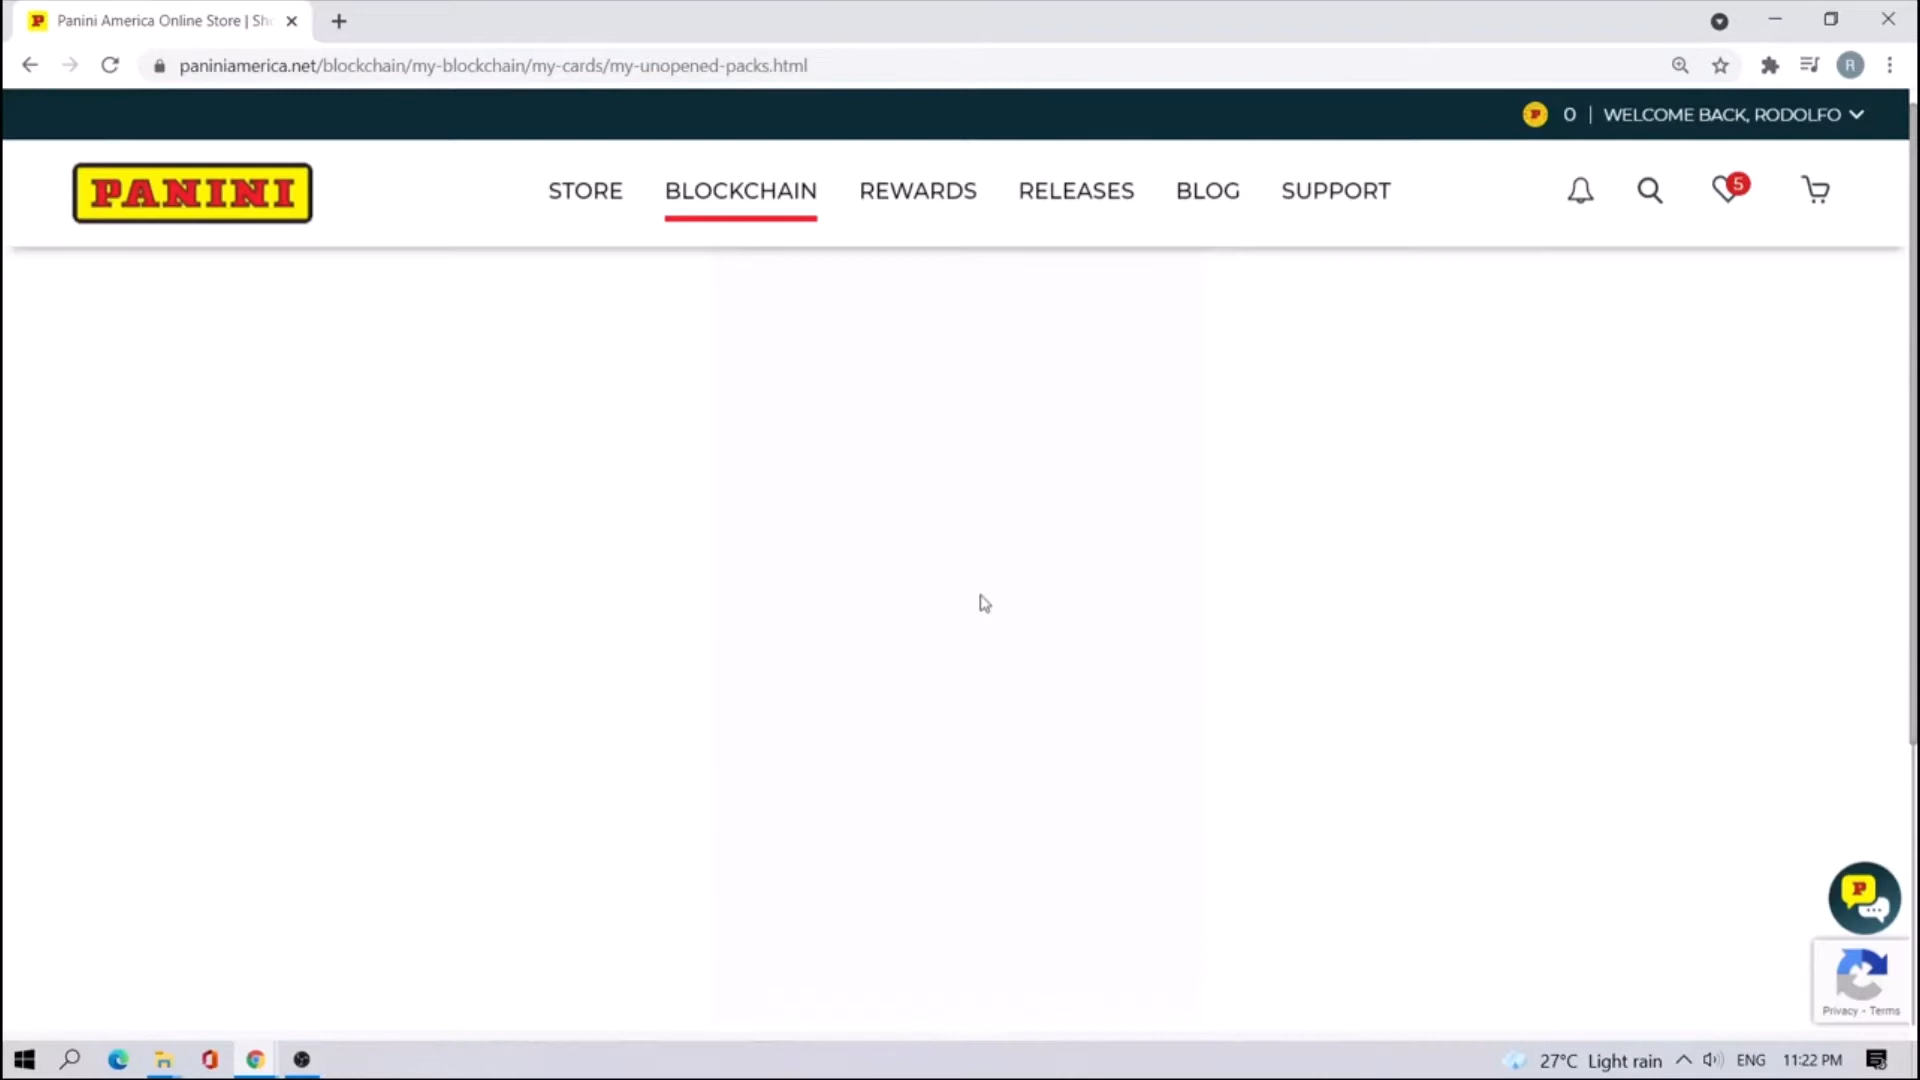 Panini America Online Store | Sh
paniniamerica.net/blockchain/my-blockchain/my-cards/my-unopened-packs.html
R
P 0 | WELCOME BACK, RODOLFO
PANINI
STORE BLOCKCHAIN REWARDS RELEASES BLOG SUPPORT
5
P
Privacy - Terms
27°C Light rain ENG 11:22 PM